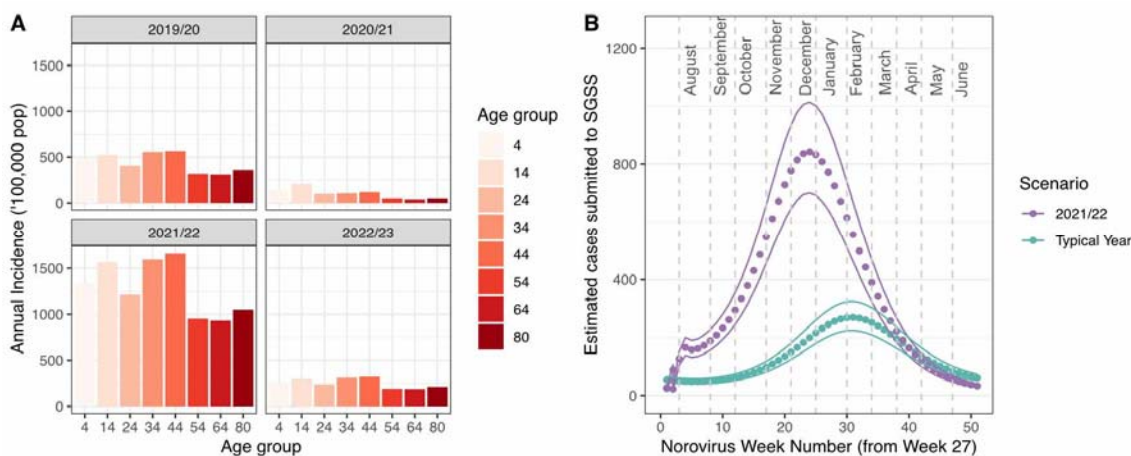 A
2019/20
2020/21
1500
1000
500
0
2021/22
2022/23
1500
1000
500
0
4 14 24 34 44 54 64 80
4 14 24 34 44 54 64 80
Age group
Annual Incidence ('100,000 pop)
Age group
4
14
24
34
44
54
64
80
B
1200
800
400
0
August
September
October
November
December
January
February
March
April
May
June
0 10 20 30 40 50
Norovirus Week Number (from Week 27)
Estimated cases submitted to SGSS
Scenario
2021/22
Typical Year